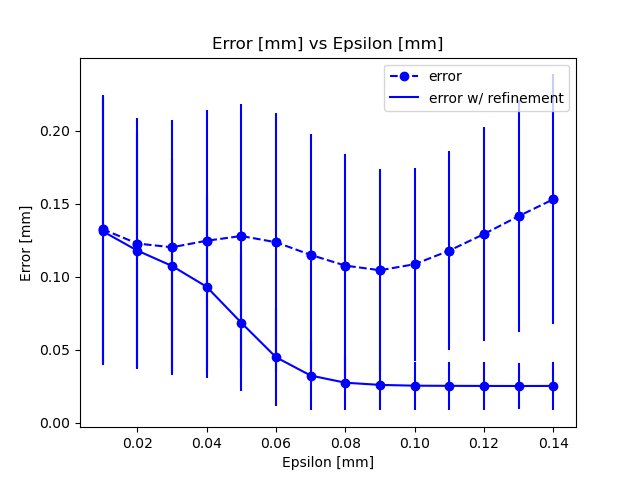 Error [mm] vs Epsilon [mm]
error
error w/ refinement
0.20
0.15
0.10
0.05
0.00
Error [mm]
0.02 0.04 0.06 0.08 0.10 0.12 0.14
Epsilon [mm]